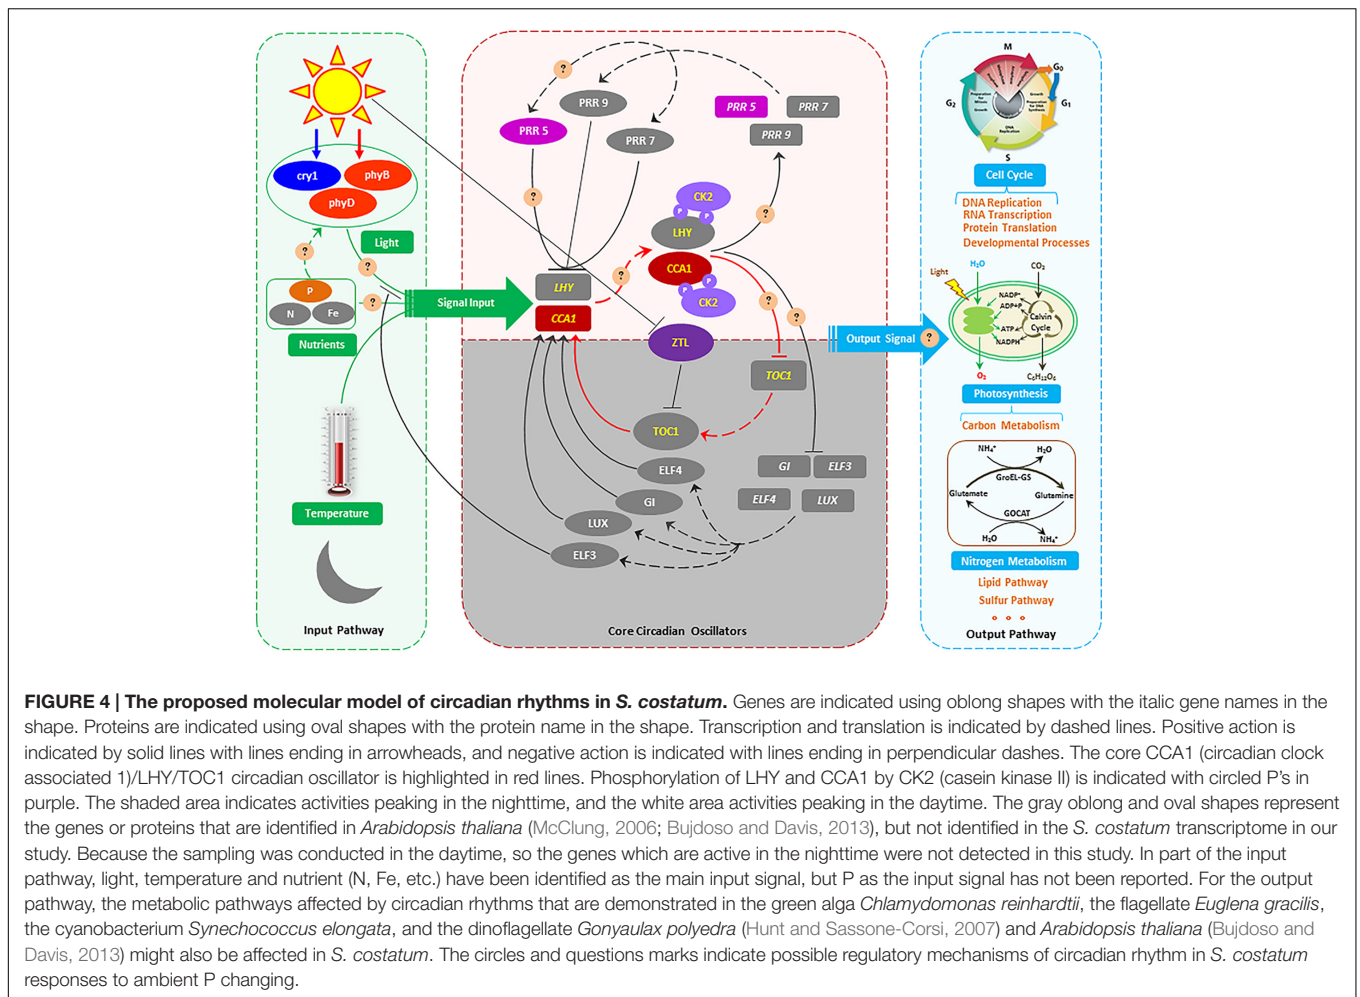 cry1
phyB
phyD
?
Light
?
P
N
Fe
?
Nutrients
Signal Input
Temperature
Input Pathway
?
PRR 9
PRR 5
PRR 7
PRR 5
PRR 7
PRR 9
?
CK2
P
P
LHY
?
CCA1
?
P
P
CK2
?
?
LHY
CCA1
ZTL
TOC1
TOC1
ELF4
GI
ELF3
GI
ELF4
LUX
LUX
ELF3
Core Circadian Oscillators
Output Signal
?
M
G0
G2
G1
Preparation for Mitosis
Growth
Growth
Preparation for DNA Synthesis
DNA Replication
S
Cell Cycle
DNA Replication
RNA Transcription
Protein Translation
Developmental Processes
H₂O
CO₂
Light
NADP⁺
ADP+P
Calvin
Cycle
ATP
NADPH
O₂
C₆H₁₂O₆
Photosynthesis
Carbon Metabolism
NH₄⁺
H₂O
GroEL-GS
Glutamate
Glutamine
GOCAT
H₂O
NH₄⁺
Nitrogen Metabolism
Lipid Pathway
Sulfur Pathway
Output Pathway
FIGURE 4 | The proposed molecular model of circadian rhythms in S. costatum. Genes are indicated using oblong shapes with the italic gene names in the
shape. Proteins are indicated using oval shapes with the protein name in the shape. Transcription and translation is indicated by dashed lines. Positive action is
indicated by solid lines with lines ending in arrowheads, and negative action is indicated with lines ending in perpendicular dashes. The core CCA1 (circadian clock
associated 1)/LHY/TOC1 circadian oscillator is highlighted in red lines. Phosphorylation of LHY and CCA1 by CK2 (casein kinase II) is indicated with circled P's in
purple. The shaded area indicates activities peaking in the nighttime, and the white area activities peaking in the daytime. The gray oblong and oval shapes represent
the genes or proteins that are identified in Arabidopsis thaliana (McClung, 2006; Bujdoso and Davis, 2013), but not identified in the S. costatum transcriptome in our
study. Because the sampling was conducted in the daytime, so the genes which are active in the nighttime were not detected in this study. In part of the input
pathway, light, temperature and nutrient (N, Fe, etc.) have been identified as the main input signal, but P as the input signal has not been reported. For the output
pathway, the metabolic pathways affected by circadian rhythms that are demonstrated in the green alga Chlamydomonas reinhardtii, the flagellate Euglena gracilis,
the cyanobacterium Synechococcus elongata, and the dinoflagellate Gonyaulax polyedra (Hunt and Sassone-Corsi, 2007) and Arabidopsis thaliana (Bujdoso and
Davis, 2013) might also be affected in S. costatum. The circles and questions marks indicate possible regulatory mechanisms of circadian rhythm in S. costatum
responses to ambient P changing.